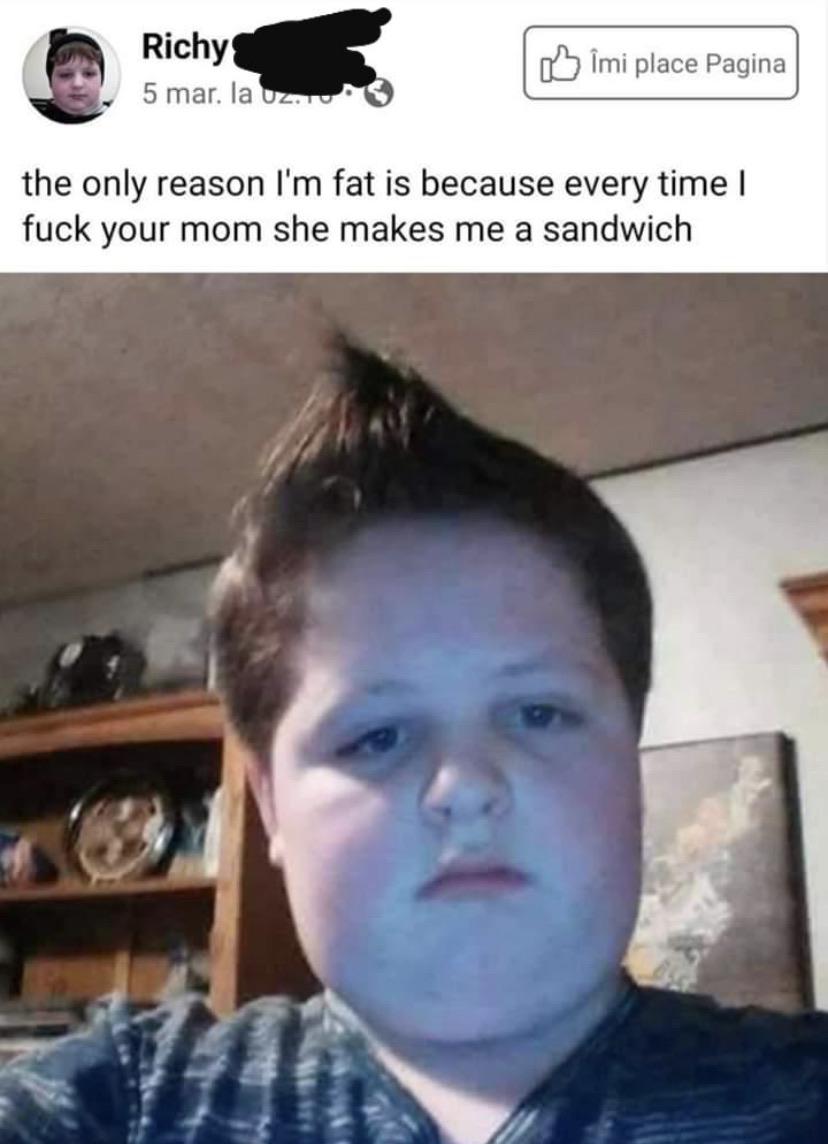 Richy
Îmi place Pagina
5 mar. la
the only reason I'm fat is because every time I
fuck your mom she makes me a sandwich